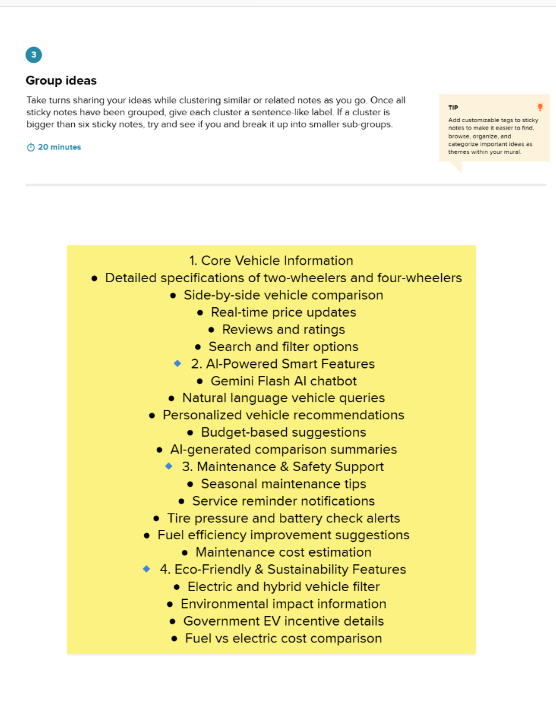 3
Group ideas
Take turns sharing your ideas while clustering similar or related notes as you go. Once all
sticky notes have been grouped, give each cluster a sentence-like label. If a cluster is
bigger than six sticky notes, try and see if you and break it up into smaller sub-groups.
20 minutes
TIP
Add customizable tags to sticky
notes to make it easier to find,
browse, organize, and
categorize important ideas as
themes within your mural.
1. Core Vehicle Information
● Detailed specifications of two-wheelers and four-wheelers
● Side-by-side vehicle comparison
● Real-time price updates
● Reviews and ratings
● Search and filter options
🔹 2. AI-Powered Smart Features
● Gemini Flash AI chatbot
● Natural language vehicle queries
● Personalized vehicle recommendations
● Budget-based suggestions
● AI-generated comparison summaries
🔹 3. Maintenance & Safety Support
● Seasonal maintenance tips
● Service reminder notifications
● Tire pressure and battery check alerts
● Fuel efficiency improvement suggestions
● Maintenance cost estimation
🔹 4. Eco-Friendly & Sustainability Features
● Electric and hybrid vehicle filter
● Environmental impact information
● Government EV incentive details
● Fuel vs electric cost comparison